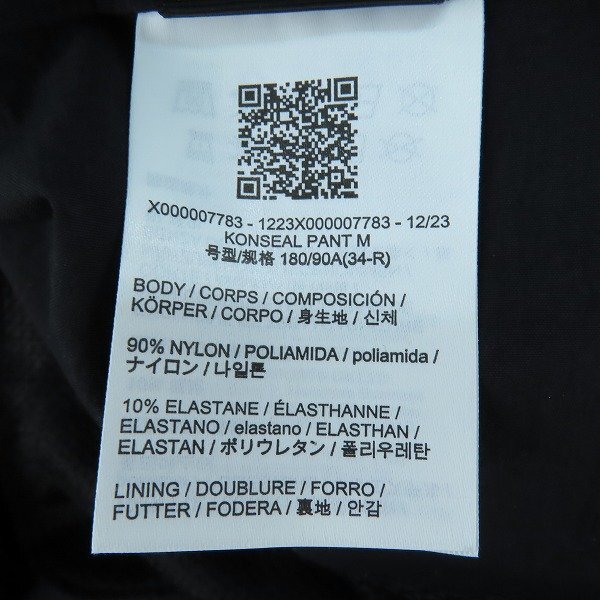 X000007783 - 1223X000007783 - 12/23
KONSEAL PANT M
号型/规格 180/90A(34-R)
BODY / CORPS / COMPOSICIÓN /
KÖRPER / CORPO / 身生地 / 신체
90% NYLON / POLIAMIDA / poliamida /
ナイロン / 나일론
10% ELASTANE / ÉLASTHANNE /
ELASTANO / elastano / ELASTHAN /
ELASTAN / ポリウレタン / 폴리우레탄
LINING / DOUBLURE / FORRO /
FUTTER / FODERA / 裏地 / 안감